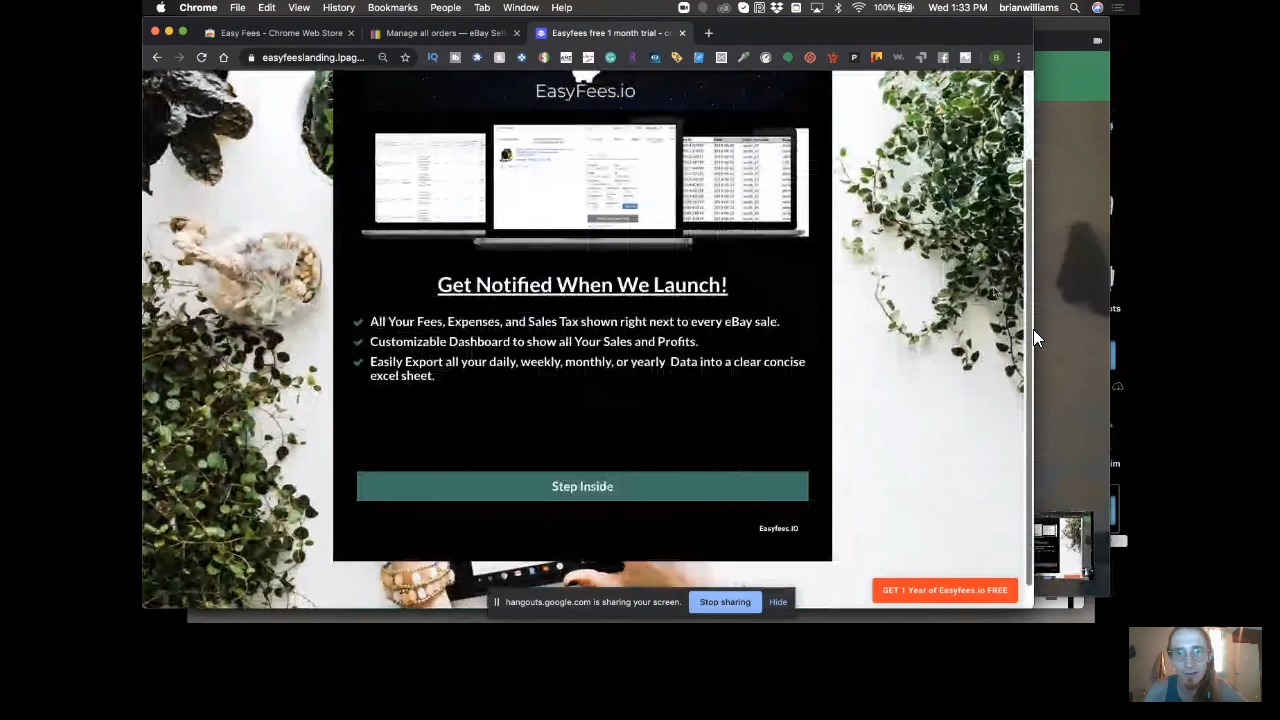 Chrome File Edit View History Bookmarks People Tab Window Help 100% Wed 1:33 PM brianwilliams
Easy Fees - Chrome Web Store Manage all orders — eBay Sell Easyfees free 1 month trial - co
easyfeeslanding.lpag...
EasyFees.io
Get Notified When We Launch!
All Your Fees, Expenses, and Sales Tax shown right next to every eBay sale.
Customizable Dashboard to show all Your Sales and Profits.
Easily Export all your daily, weekly, monthly, or yearly Data into a clear concise
excel sheet.
Step Inside
Easyfees.IO
GET 1 Year of Easyfees.io FREE
hangouts.google.com is sharing your screen. Stop sharing Hide